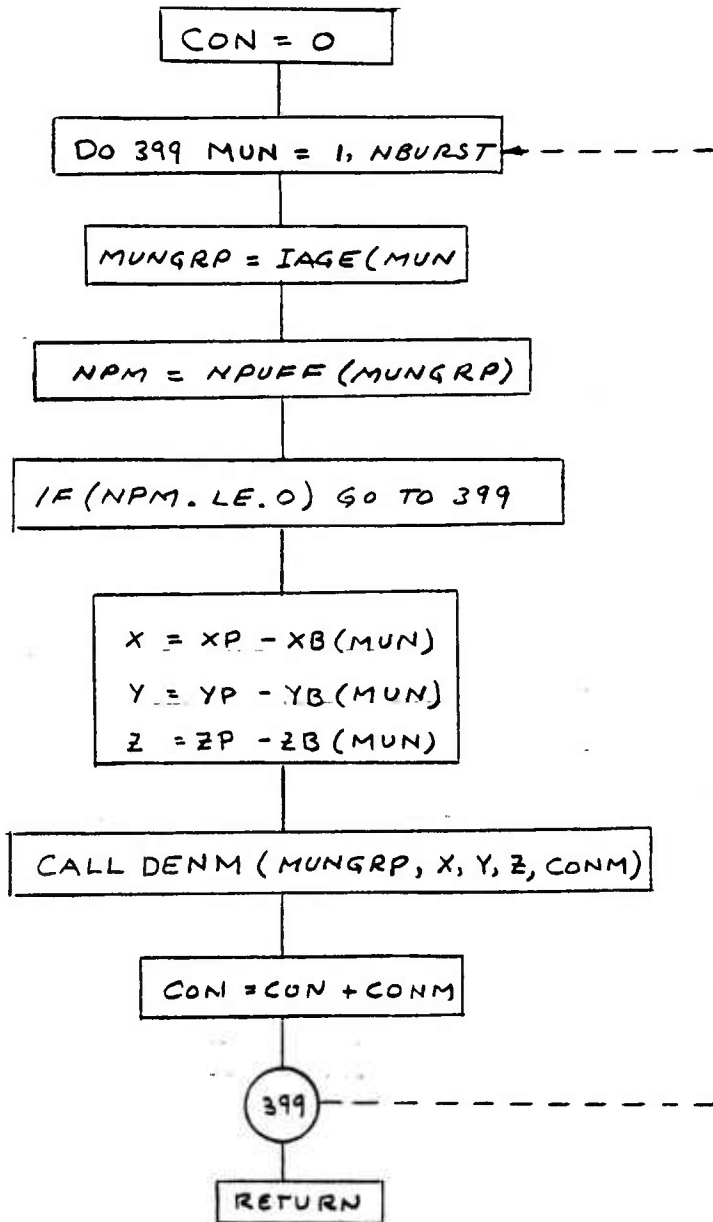 CON = 0
DO 399 MUN = 1, NBURST
MUNGRP = IAGE(MUN
NPM = NPUFF (MUNGRP)
IF (NPM. LE. 0) GO TO 399
X = XP - XB (MUN)
Y = YP - YB (MUN)
Z = ZP - ZB (MUN)
CALL DENM (MUNGRP, X, Y, Z, CONM)
CON = CON + CONM
399
RETURN